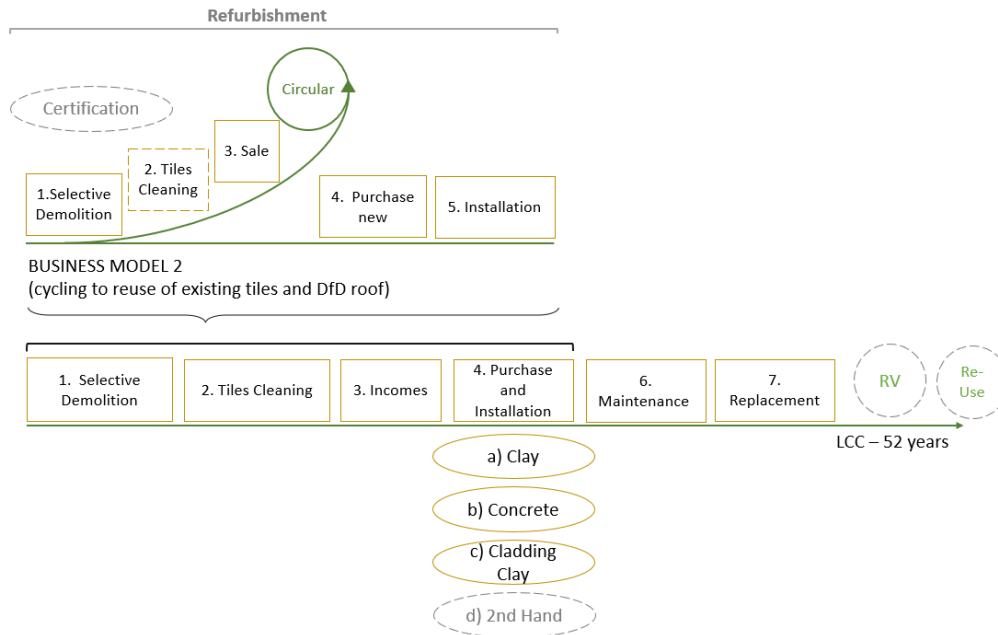 Refurbishment
Circular
Certification
3. Sale
2. Tiles
Cleaning
1.Selective
Demolition
4. Purchase
new
5. Installation
BUSINESS MODEL 2
(cycling to reuse of existing tiles and DfD roof)
1. Selective
Demolition
2. Tiles Cleaning
3. Incomes
4. Purchase
and
Installation
6.
Maintenance
7.
Replacement
RV
Re-
Use
LCC – 52 years
a) Clay
b) Concrete
c) Cladding
Clay
d) 2nd Hand